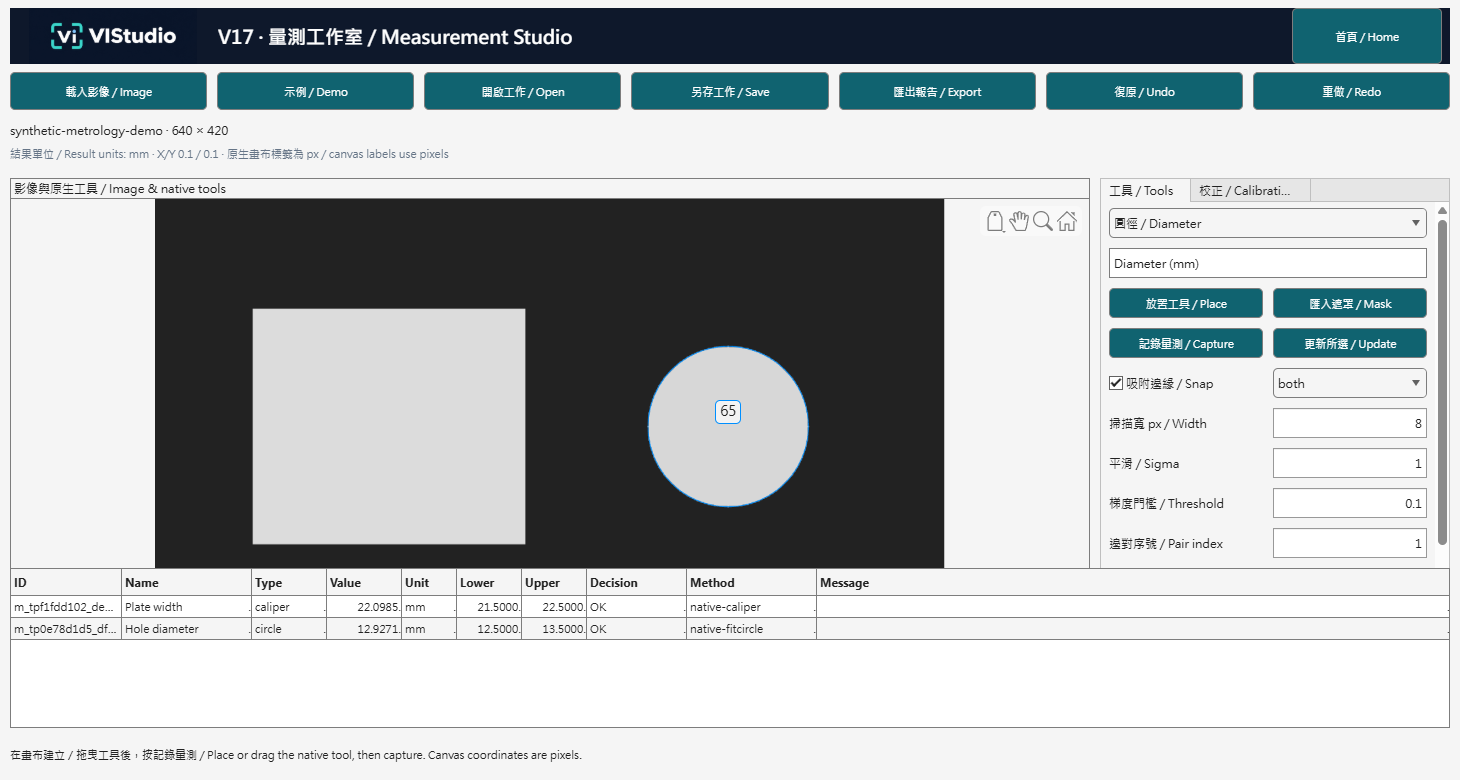 VIStudio V17 · 量測工作室 / Measurement Studio 首頁 / Home
載入影像 / Image 示例 / Demo 開啟工作 / Open 另存工作 / Save 匯出報告 / Export 復原 / Undo 重做 / Redo
synthetic-metrology-demo · 640 × 420
結果單位 / Result units: mm · X/Y 0.1 / 0.1 · 原生畫布標籤為 px / canvas labels use pixels
影像與原生工具 / Image & native tools
65
工具 / Tools 校正 / Calibrati...
圓徑 / Diameter
Diameter (mm)
放置工具 / Place 匯入遮罩 / Mask
記錄量測 / Capture 更新所選 / Update
吸附邊緣 / Snap both
掃描寬 px / Width 8
平滑 / Sigma 1
梯度門檻 / Threshold 0.1
邊對序號 / Pair index 1
ID Name Type Value Unit Lower Upper Decision Method Message
m_tpf1fdd102_de... Plate width caliper 22.0985 mm 21.5000 22.5000 OK native-caliper
m_tp0e78d1d5_df... Hole diameter circle 12.9271 mm 12.5000 13.5000 OK native-fitcircle
在畫布建立 / 拖曳工具後，按記錄量測 / Place or drag the native tool, then capture. Canvas coordinates are pixels.